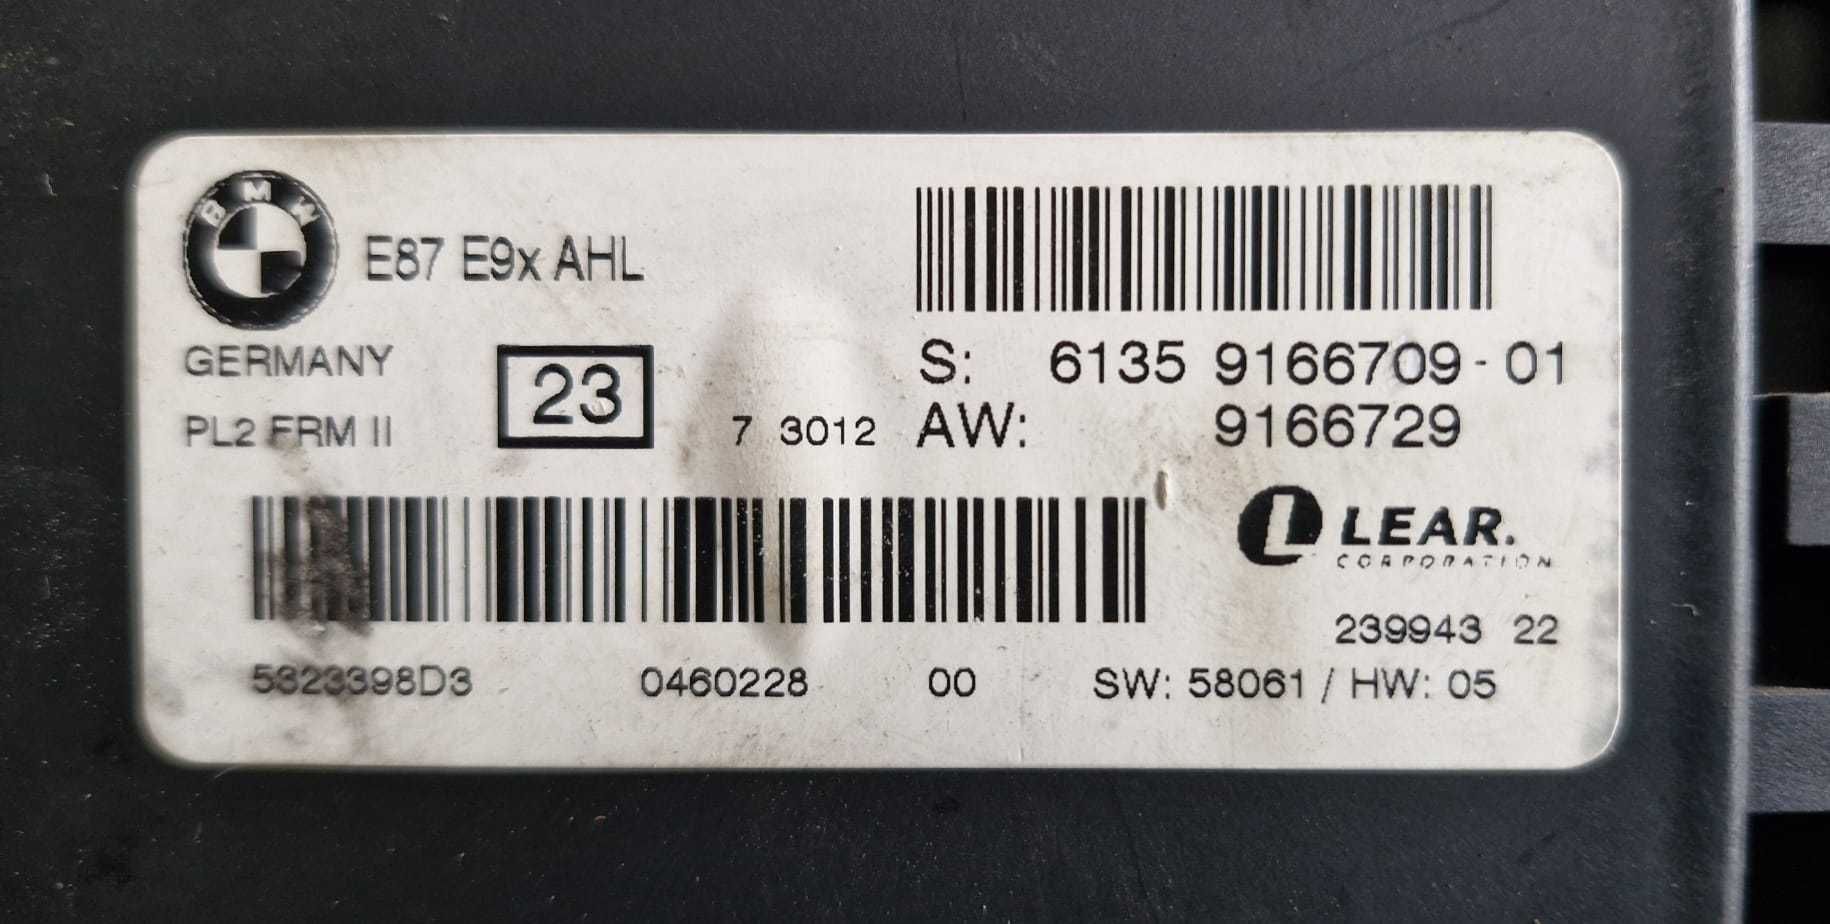 BMW
E87 E9x AHL
GERMANY
PL2 FRM II
23
7 3012
S: 6135 9166709-01
AW: 9166729
LEAR.
CORPORATION
239943 22
5323398D3 0460228 00 SW: 58061 / HW: 05